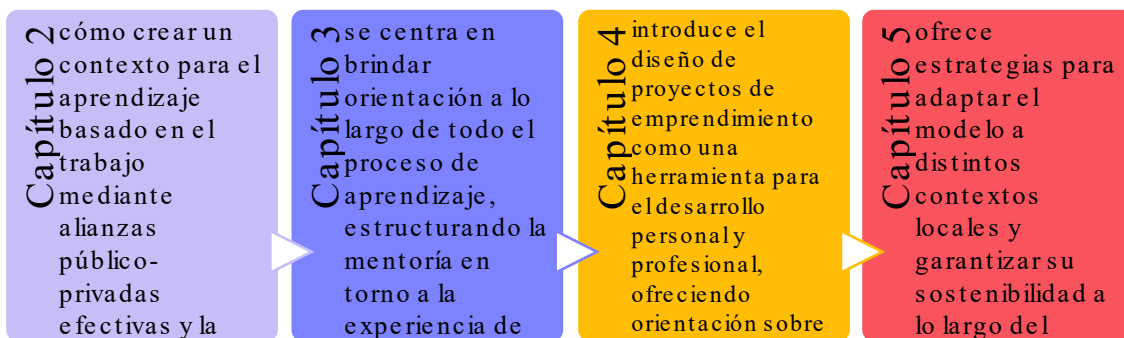 Capítulo 2
cómo crear un
contexto para el
aprendizaje
basado en el
trabajo
mediante
alianzas
público-
privadas
efectivas y la
Capítulo 3
se centra en
brindar
orientación a lo
largo de todo el
proceso de
aprendizaje,
estructurando la
mentoría en
torno a la
experiencia de
Capítulo 4
introduce el
diseño de
proyectos de
emprendimiento
como una
herramienta para
el desarrollo
personal y
profesional,
ofreciendo
orientación sobre
Capítulo 5
ofrece
estrategias para
adaptar el
modelo a
distintos
contextos
locales y
garantizar su
sostenibilidad a
lo largo del